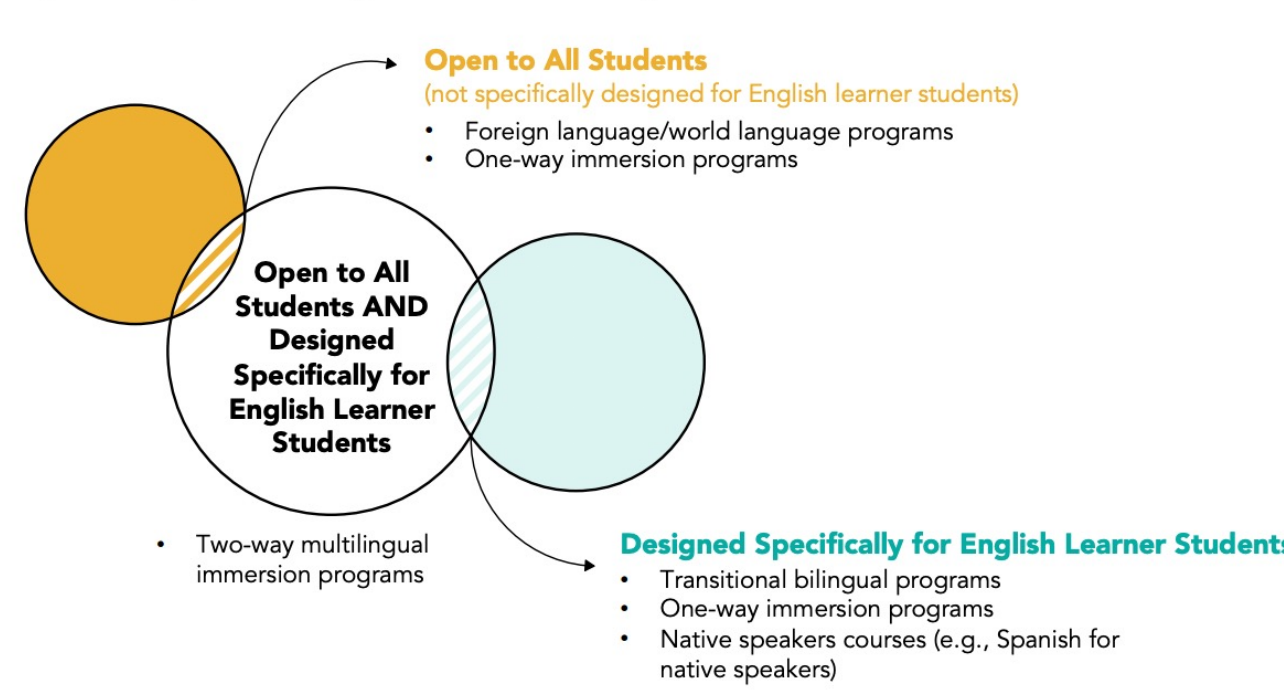 Open to All Students
(not specifically designed for English learner students)
• Foreign language/world language programs
• One-way immersion programs
Open to All
Students AND
Designed
Specifically for
English Learner
Students
• Two-way multilingual
immersion programs
Designed Specifically for English Learner Students
• Transitional bilingual programs
• One-way immersion programs
• Native speakers courses (e.g., Spanish for
native speakers)